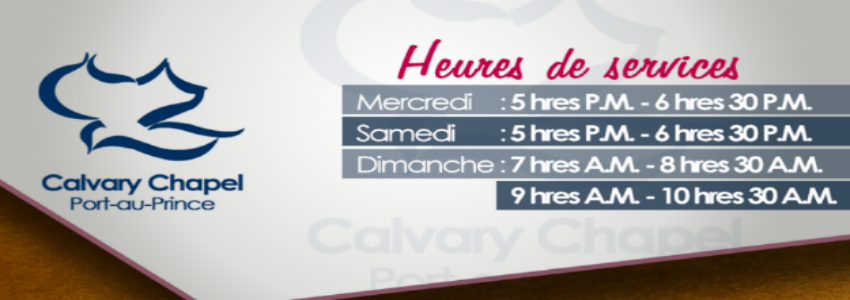 Heures de services
Mercredi : 5 hres P.M. - 6 hres 30 P.M.
Samedi : 5 hres P.M. - 6 hres 30 P.M.
Dimanche : 7 hres A.M. - 8 hres 30 A.M.
9 hres A.M. - 10 hres 30 A.M.
Calvary Chapel
Port-au-Prince
Calvary Chapel